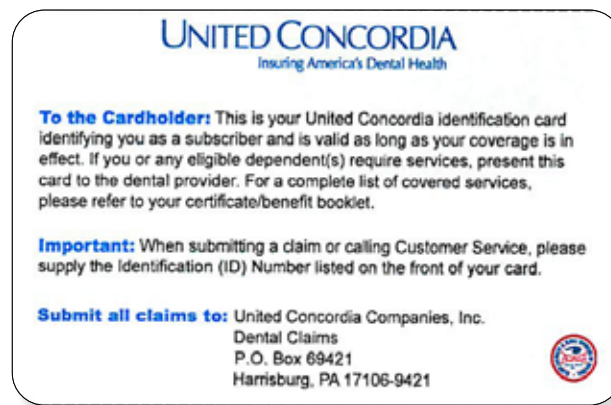 UNITED CONCORDIA
Insuring America's Dental Health
To the Cardholder: This is your United Concordia identification card
identifying you as a subscriber and is valid as long as your coverage is in
effect. If you or any eligible dependent(s) require services, present this
card to the dental provider. For a complete list of covered services,
please refer to your certificate/benefit booklet.
Important: When submitting a claim or calling Customer Service, please
supply the Identification (ID) Number listed on the front of your card.
Submit all claims to: United Concordia Companies, Inc.
Dental Claims
P.O. Box 69421
Harrisburg, PA 17106-9421